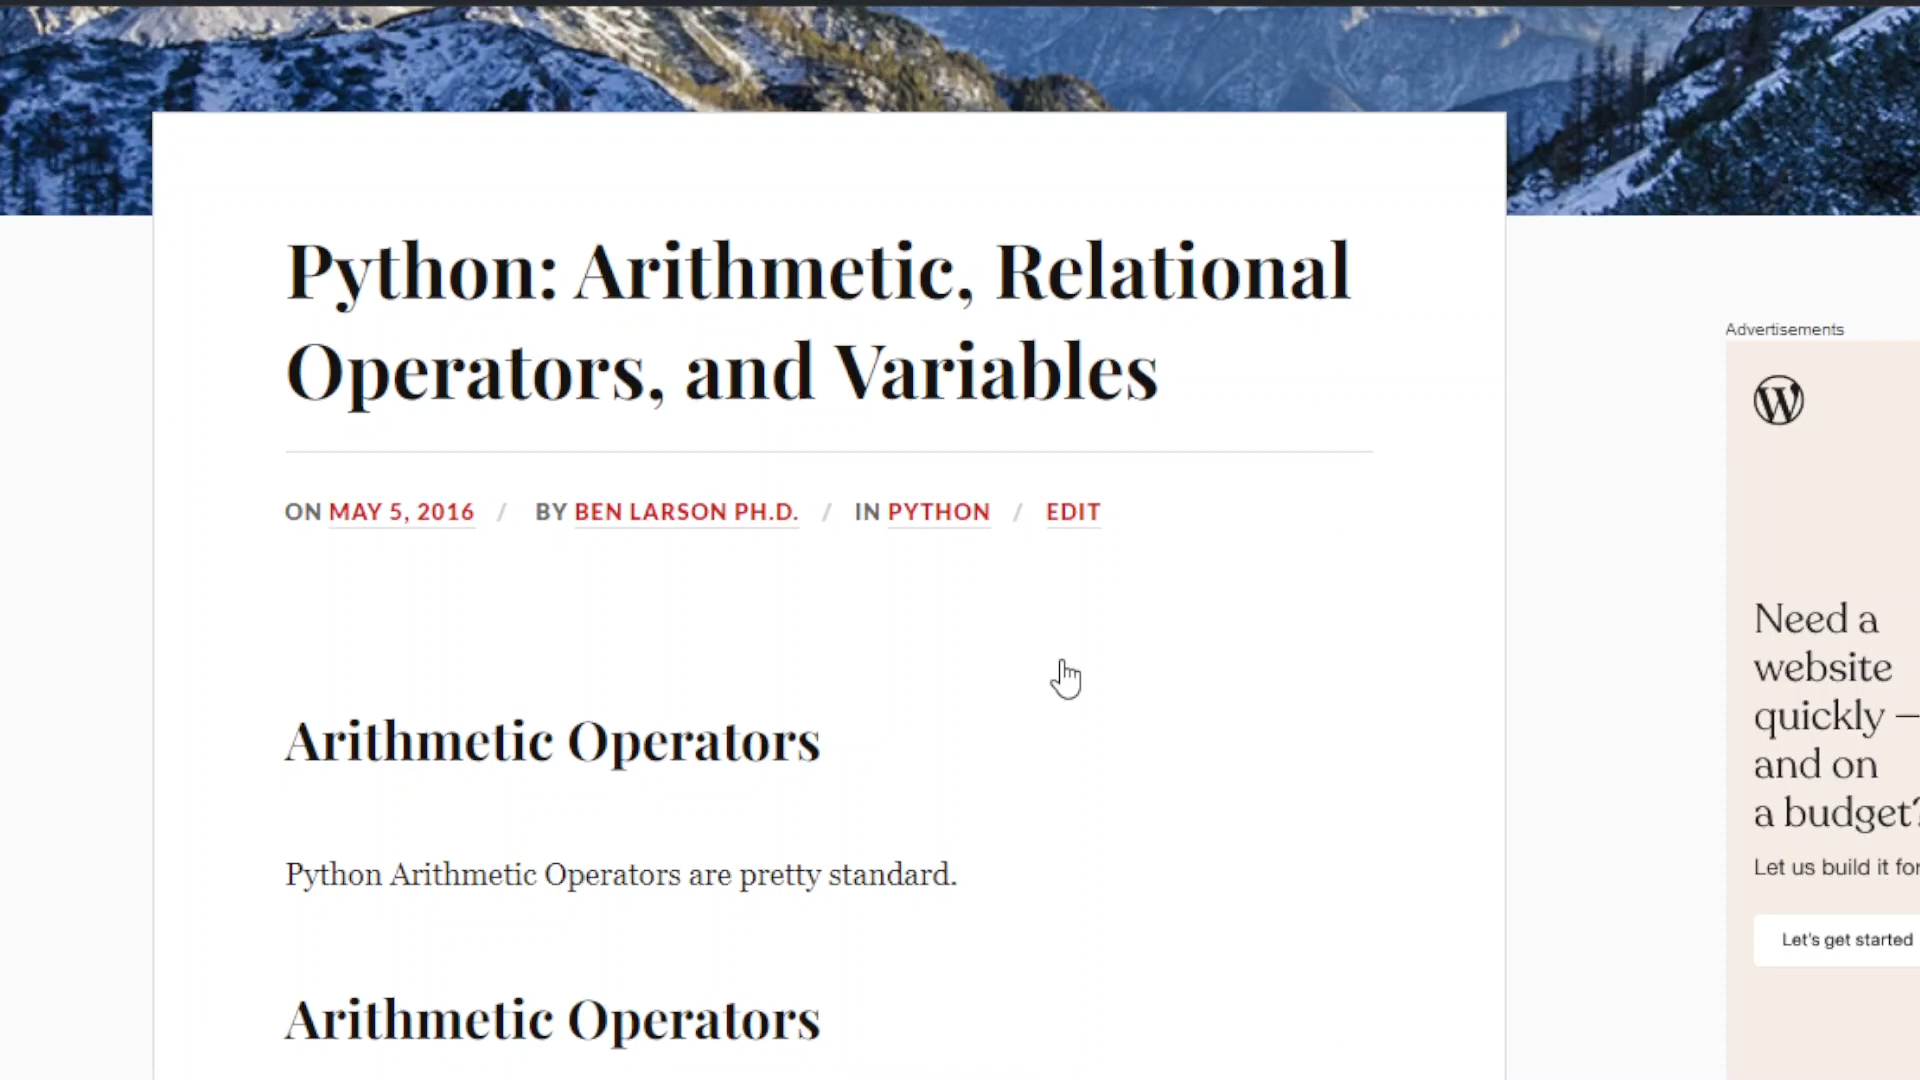 Python: Arithmetic, Relational
Operators, and Variables
ON MAY 5, 2016 / BY BEN LARSON PH.D. / IN PYTHON / EDIT
Arithmetic Operators
Python Arithmetic Operators are pretty standard.
Arithmetic Operators
Advertisements
W
Need a
website
quickly –
and on
a budget?
Let us build it for
Let's get started